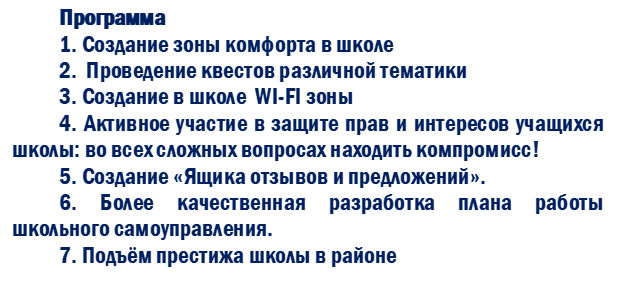 Программа
1. Создание зоны комфорта в школе
2. Проведение квестов различной тематики
3. Создание в школе WI-FI зоны
4. Активное участие в защите прав и интересов учащихся
школы: во всех сложных вопросах находить компромисс!
5. Создание «Ящика отзывов и предложений».
6. Более качественная разработка плана работы
школьного самоуправления.
7. Подъём престижа школы в районе